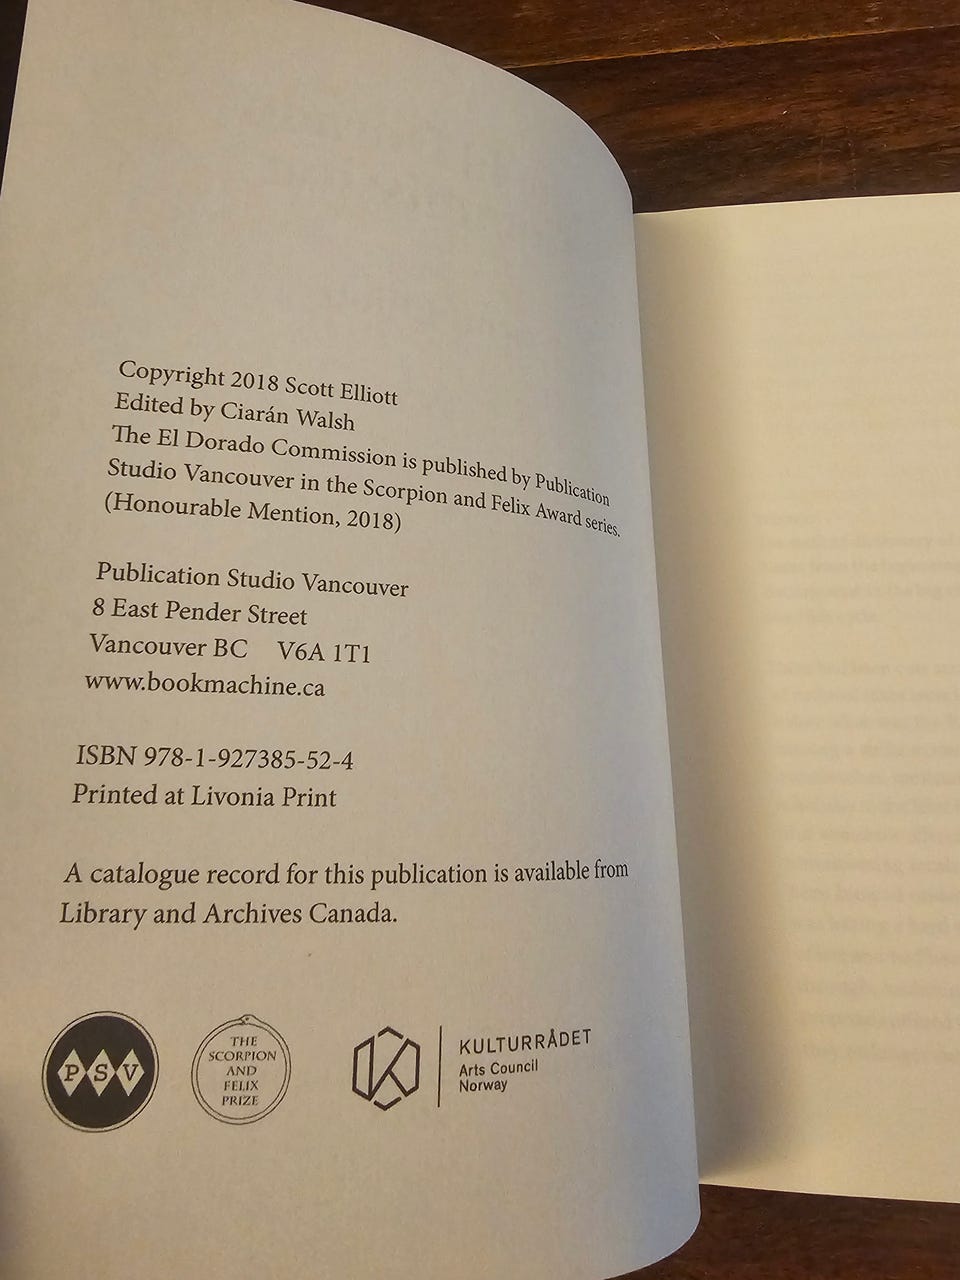 Copyright 2018 Scott Elliott
Edited by Ciarán Walsh
The El Dorado Commission is published by Publication
Studio Vancouver in the Scorpion and Felix Award series.
(Honourable Mention, 2018)
Publication Studio Vancouver
8 East Pender Street
Vancouver BC V6A 1T1
www.bookmachine.ca
ISBN 978-1-927385-52-4
Printed at Livonia Print
A catalogue record for this publication is available from
Library and Archives Canada.
PSV
THE
SCORPION
AND
FELIX
PRIZE
KULTURRÅDET
Arts Council
Norway